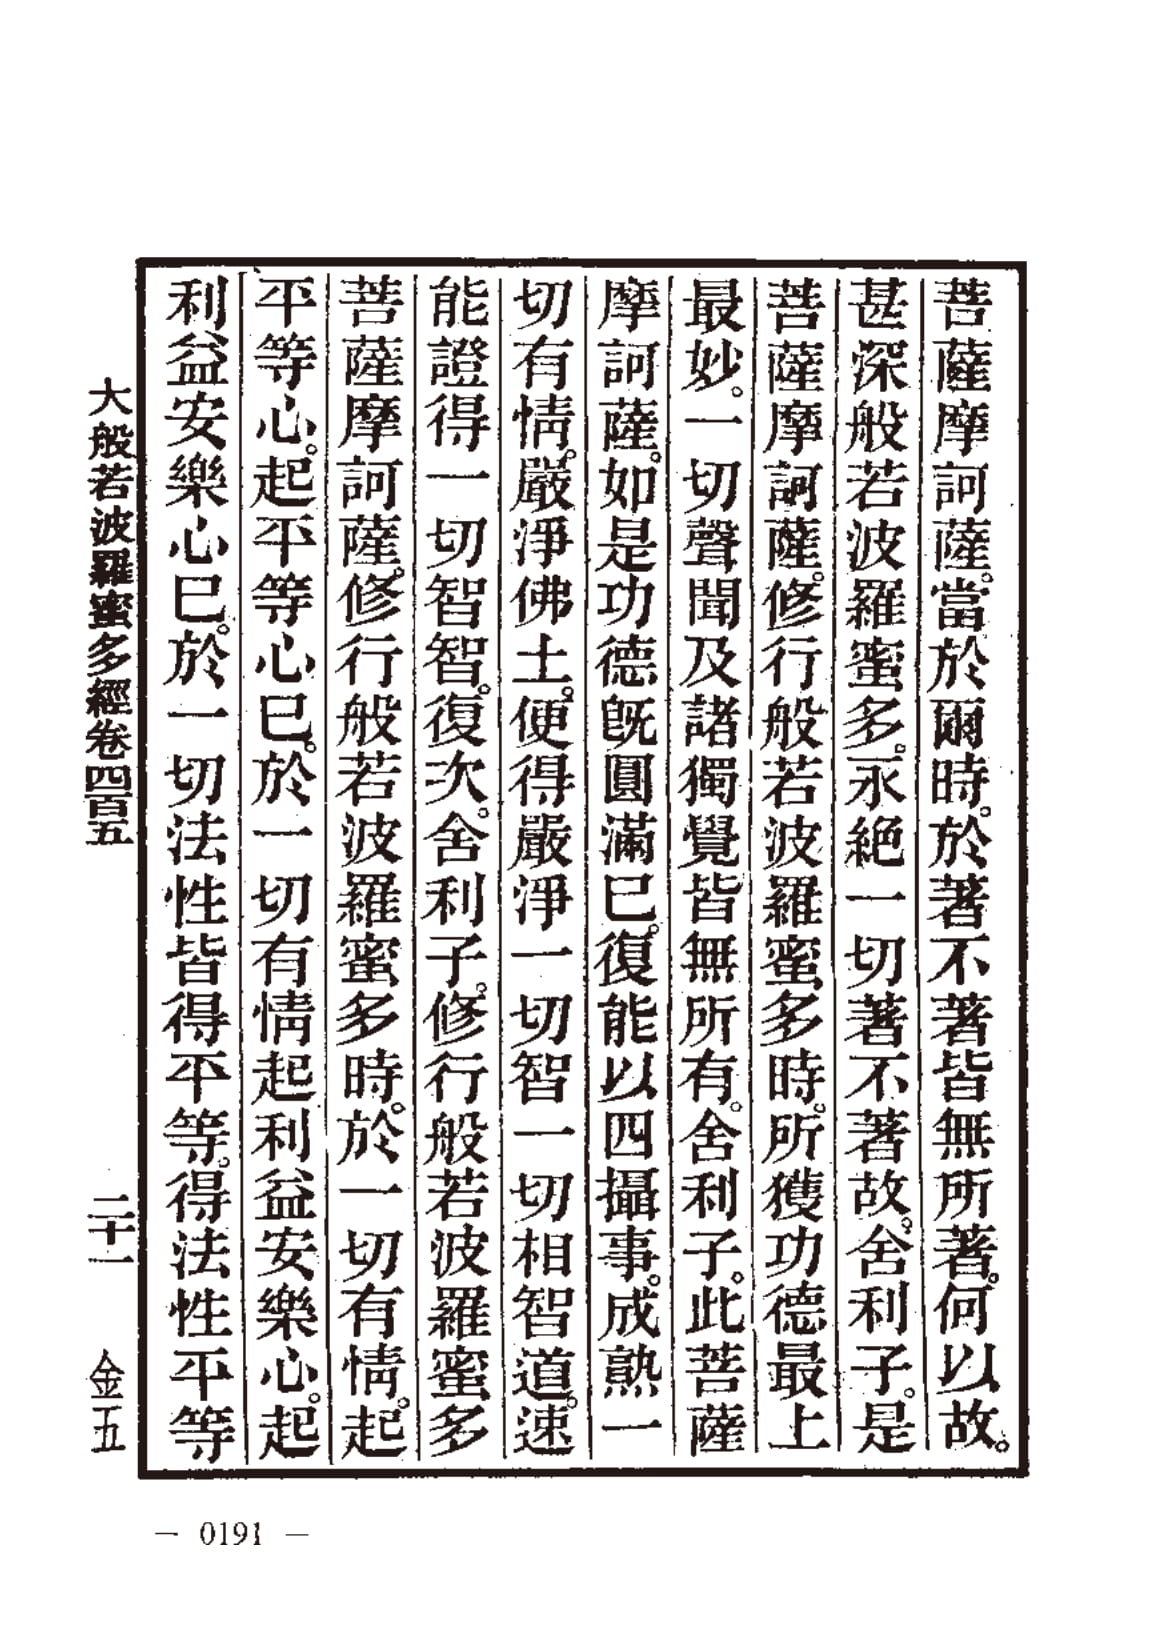 菩薩摩訶薩。當於爾時。於著不著皆無所著。何以故。
甚深般若波羅蜜多。永絕一切著不著故。舍利子。是
菩薩摩訶薩。修行般若波羅蜜多時。所獲功德最上
最妙。一切聲聞及諸獨覺皆無所有。舍利子。此菩薩
摩訶薩。如是功德旣圓滿已。復能以四攝事。成熟一
切有情。嚴淨佛土。便得嚴淨一切智一切相智道。速
能證得一切智智。復次。舍利子。修行般若波羅蜜多
菩薩摩訶薩。修行般若波羅蜜多時。於一切有情。起
平等心。起平等心已。於一切有情起利益安樂心。起
利益安樂心已。於一切法性皆得平等。得法性平等
大般若波羅蜜多經卷四百五
二十一
金五
— 0191 —